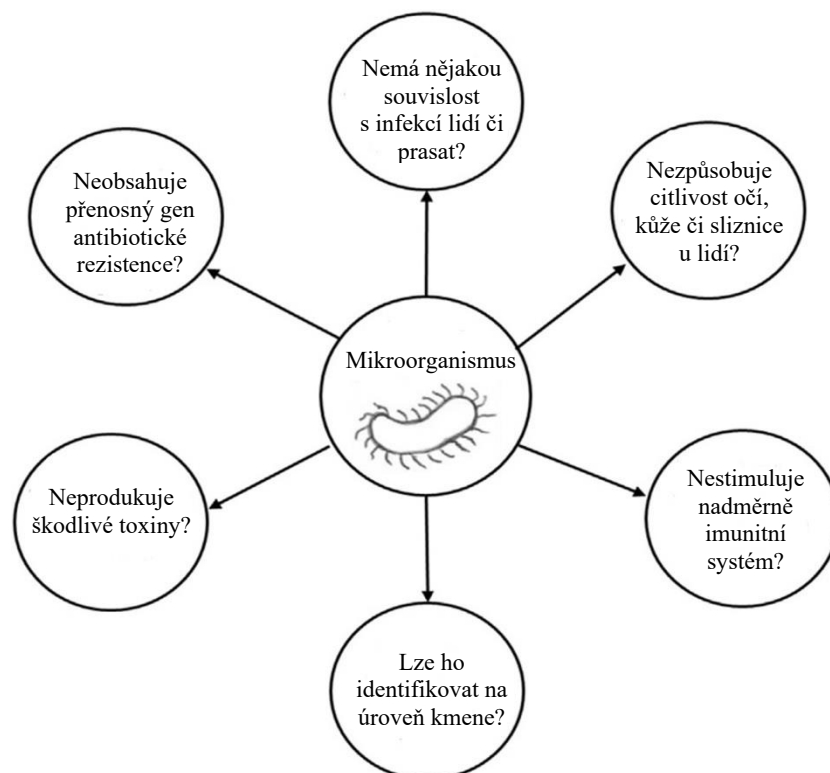 Nemá nějakou
souvislost
s infekcí lidí či
prasat?
Neobsahuje
přenosný gen
antibiotické
rezistence?
Nezpůsobuje
citlivost očí,
kůže či sliznice
u lidí?
Mikroorganismus
Neprodukuje
škodlivé toxiny?
Nestimuluje
nadměrně
imunitní
systém?
Lze ho
identifikovat na
úroveň kmene?